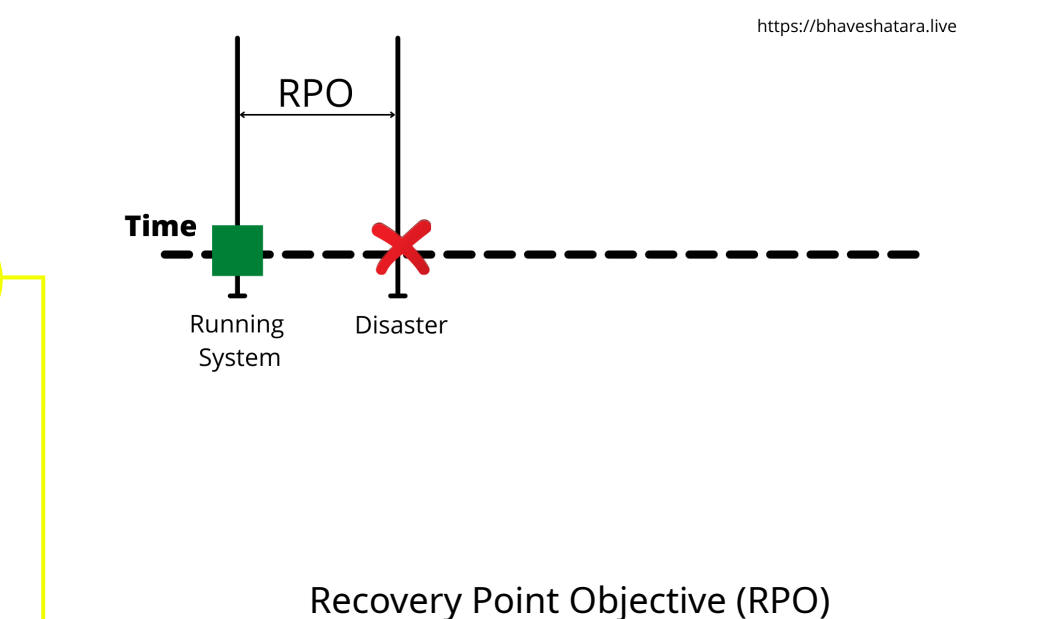 https://bhaveshatara.live
RPO
Time
Running
System
Disaster
Recovery Point Objective (RPO)